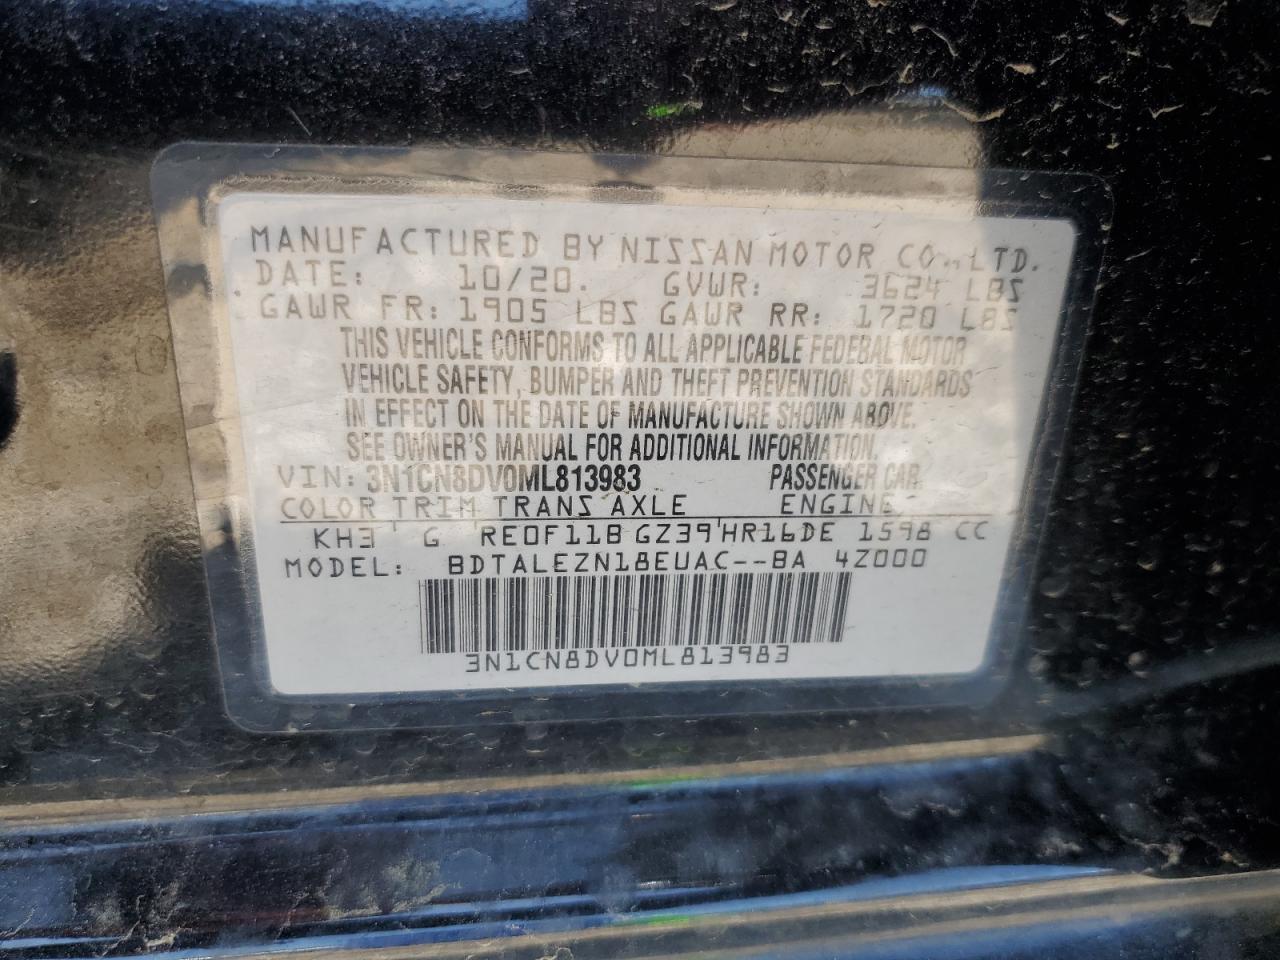 MANUFACTURED BY NISSAN MOTOR CO.,LTD.
DATE: 10/20. GVWR: 3624 LBS
GAWR FR: 1905 LBS GAWR RR: 1720 LBS
THIS VEHICLE CONFORMS TO ALL APPLICABLE FEDERAL MOTOR
VEHICLE SAFETY, BUMPER AND THEFT PREVENTION STANDARDS
IN EFFECT ON THE DATE OF MANUFACTURE SHOWN ABOVE.
SEE OWNER'S MANUAL FOR ADDITIONAL INFORMATION.
VIN: 3N1CN8DV0ML813983 PASSENGER CAR.
COLOR TRIM TRANS AXLE ENGINE
KH3 ' G 'RE0F11B GZ39'HR16DE 1598 CC
MODEL: BDTALEZN18EUAC--BA 4Z000
3N1CN8DV0ML813983